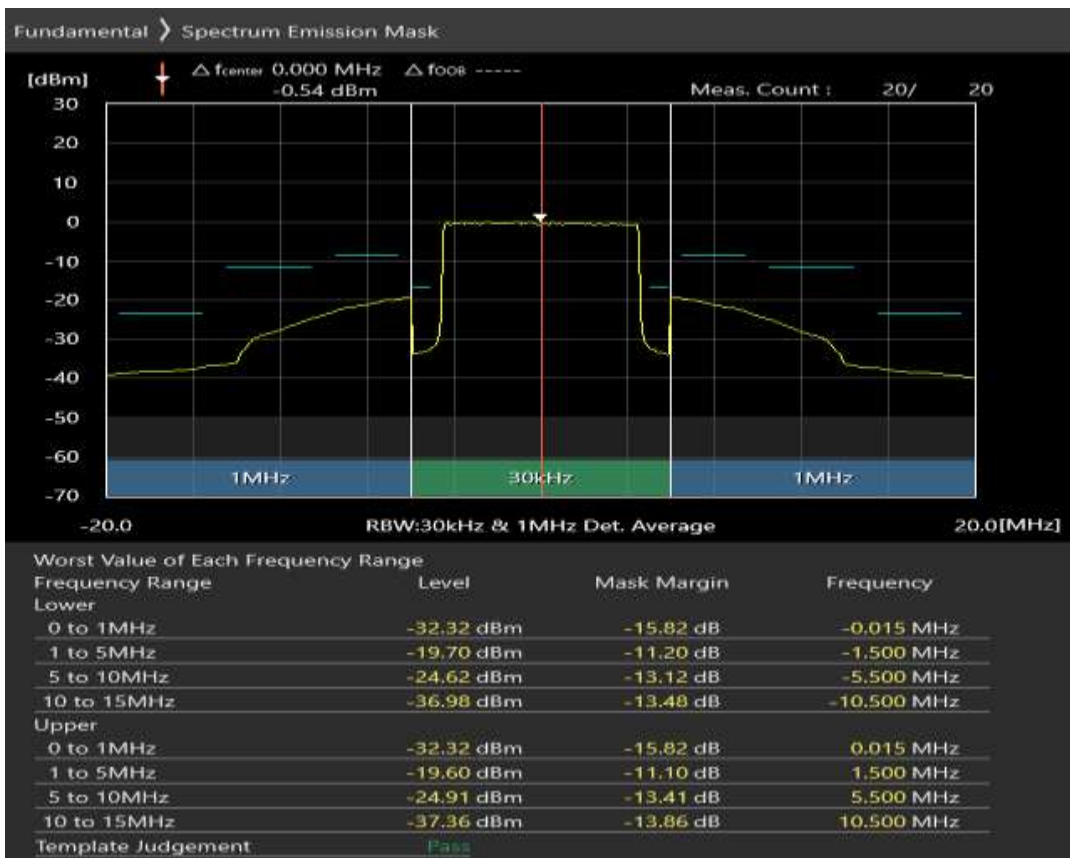 Fundamental ❯ Spectrum Emission Mask
[dBm] △ fcenter 0.000 MHz △ fOOB -----
-0.54 dBm Meas. Count : 20/ 20
30
20
10
0
-10
-20
-30
-40
-50
-60
-70
1MHz 30kHz 1MHz
-20.0 RBW:30kHz & 1MHz Det. Average 20.0[MHz]
Worst Value of Each Frequency Range
Frequency Range Level Mask Margin Frequency
Lower
0 to 1MHz -32.32 dBm -15.82 dB -0.015 MHz
1 to 5MHz -19.70 dBm -11.20 dB -1.500 MHz
5 to 10MHz -24.62 dBm -13.12 dB -5.500 MHz
10 to 15MHz -36.98 dBm -13.48 dB -10.500 MHz
Upper
0 to 1MHz -32.32 dBm -15.82 dB 0.015 MHz
1 to 5MHz -19.60 dBm -11.10 dB 1.500 MHz
5 to 10MHz -24.91 dBm -13.41 dB 5.500 MHz
10 to 15MHz -37.36 dBm -13.86 dB 10.500 MHz
Template Judgement Pass